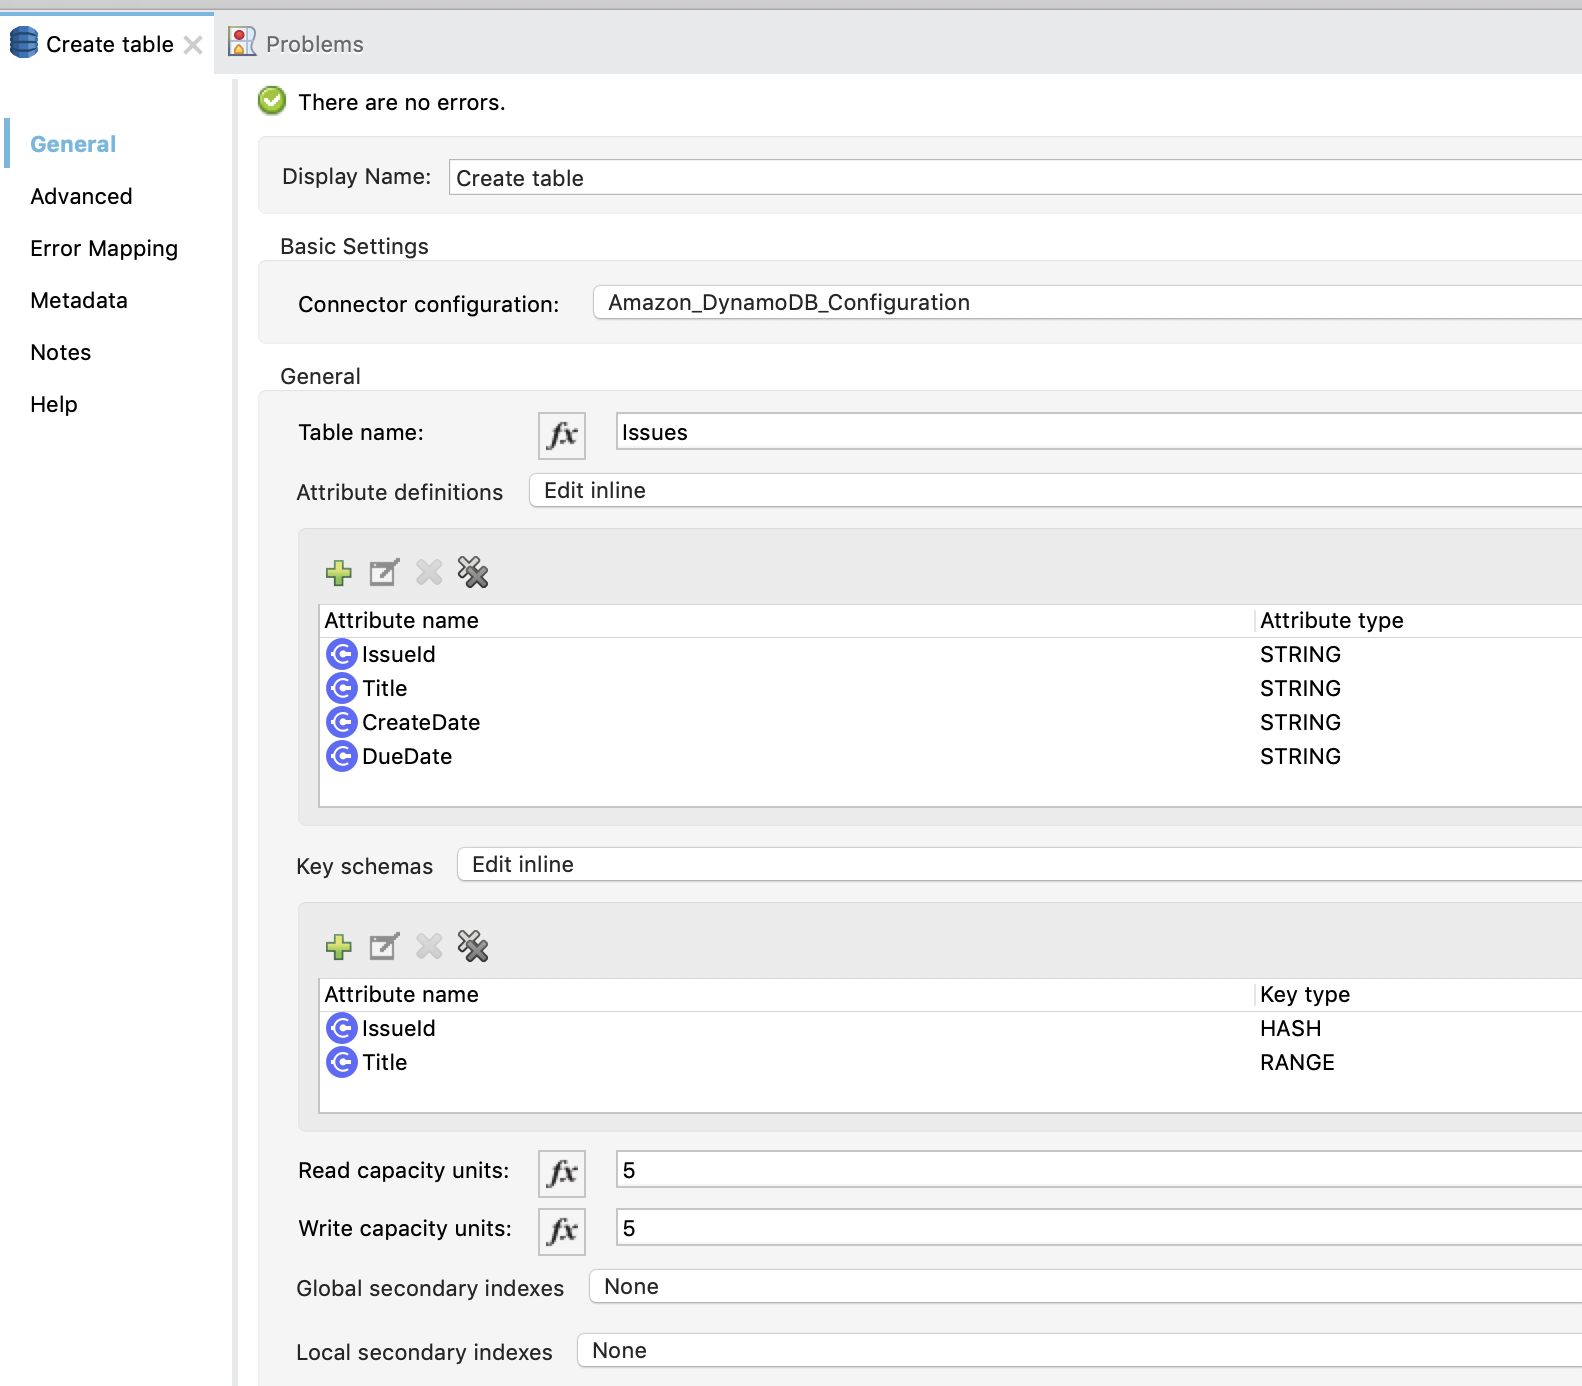 Create table
Problems
There are no errors.
General
Advanced
Error Mapping
Metadata
Notes
Help
Display Name: Create table
Basic Settings
Connector configuration: Amazon_DynamoDB_Configuration
General
Table name: fx Issues
Attribute definitions Edit inline
Attribute name Attribute type
IssueId STRING
Title STRING
CreateDate STRING
DueDate STRING
Key schemas Edit inline
Attribute name Key type
IssueId HASH
Title RANGE
Read capacity units: fx 5
Write capacity units: fx 5
Global secondary indexes None
Local secondary indexes None